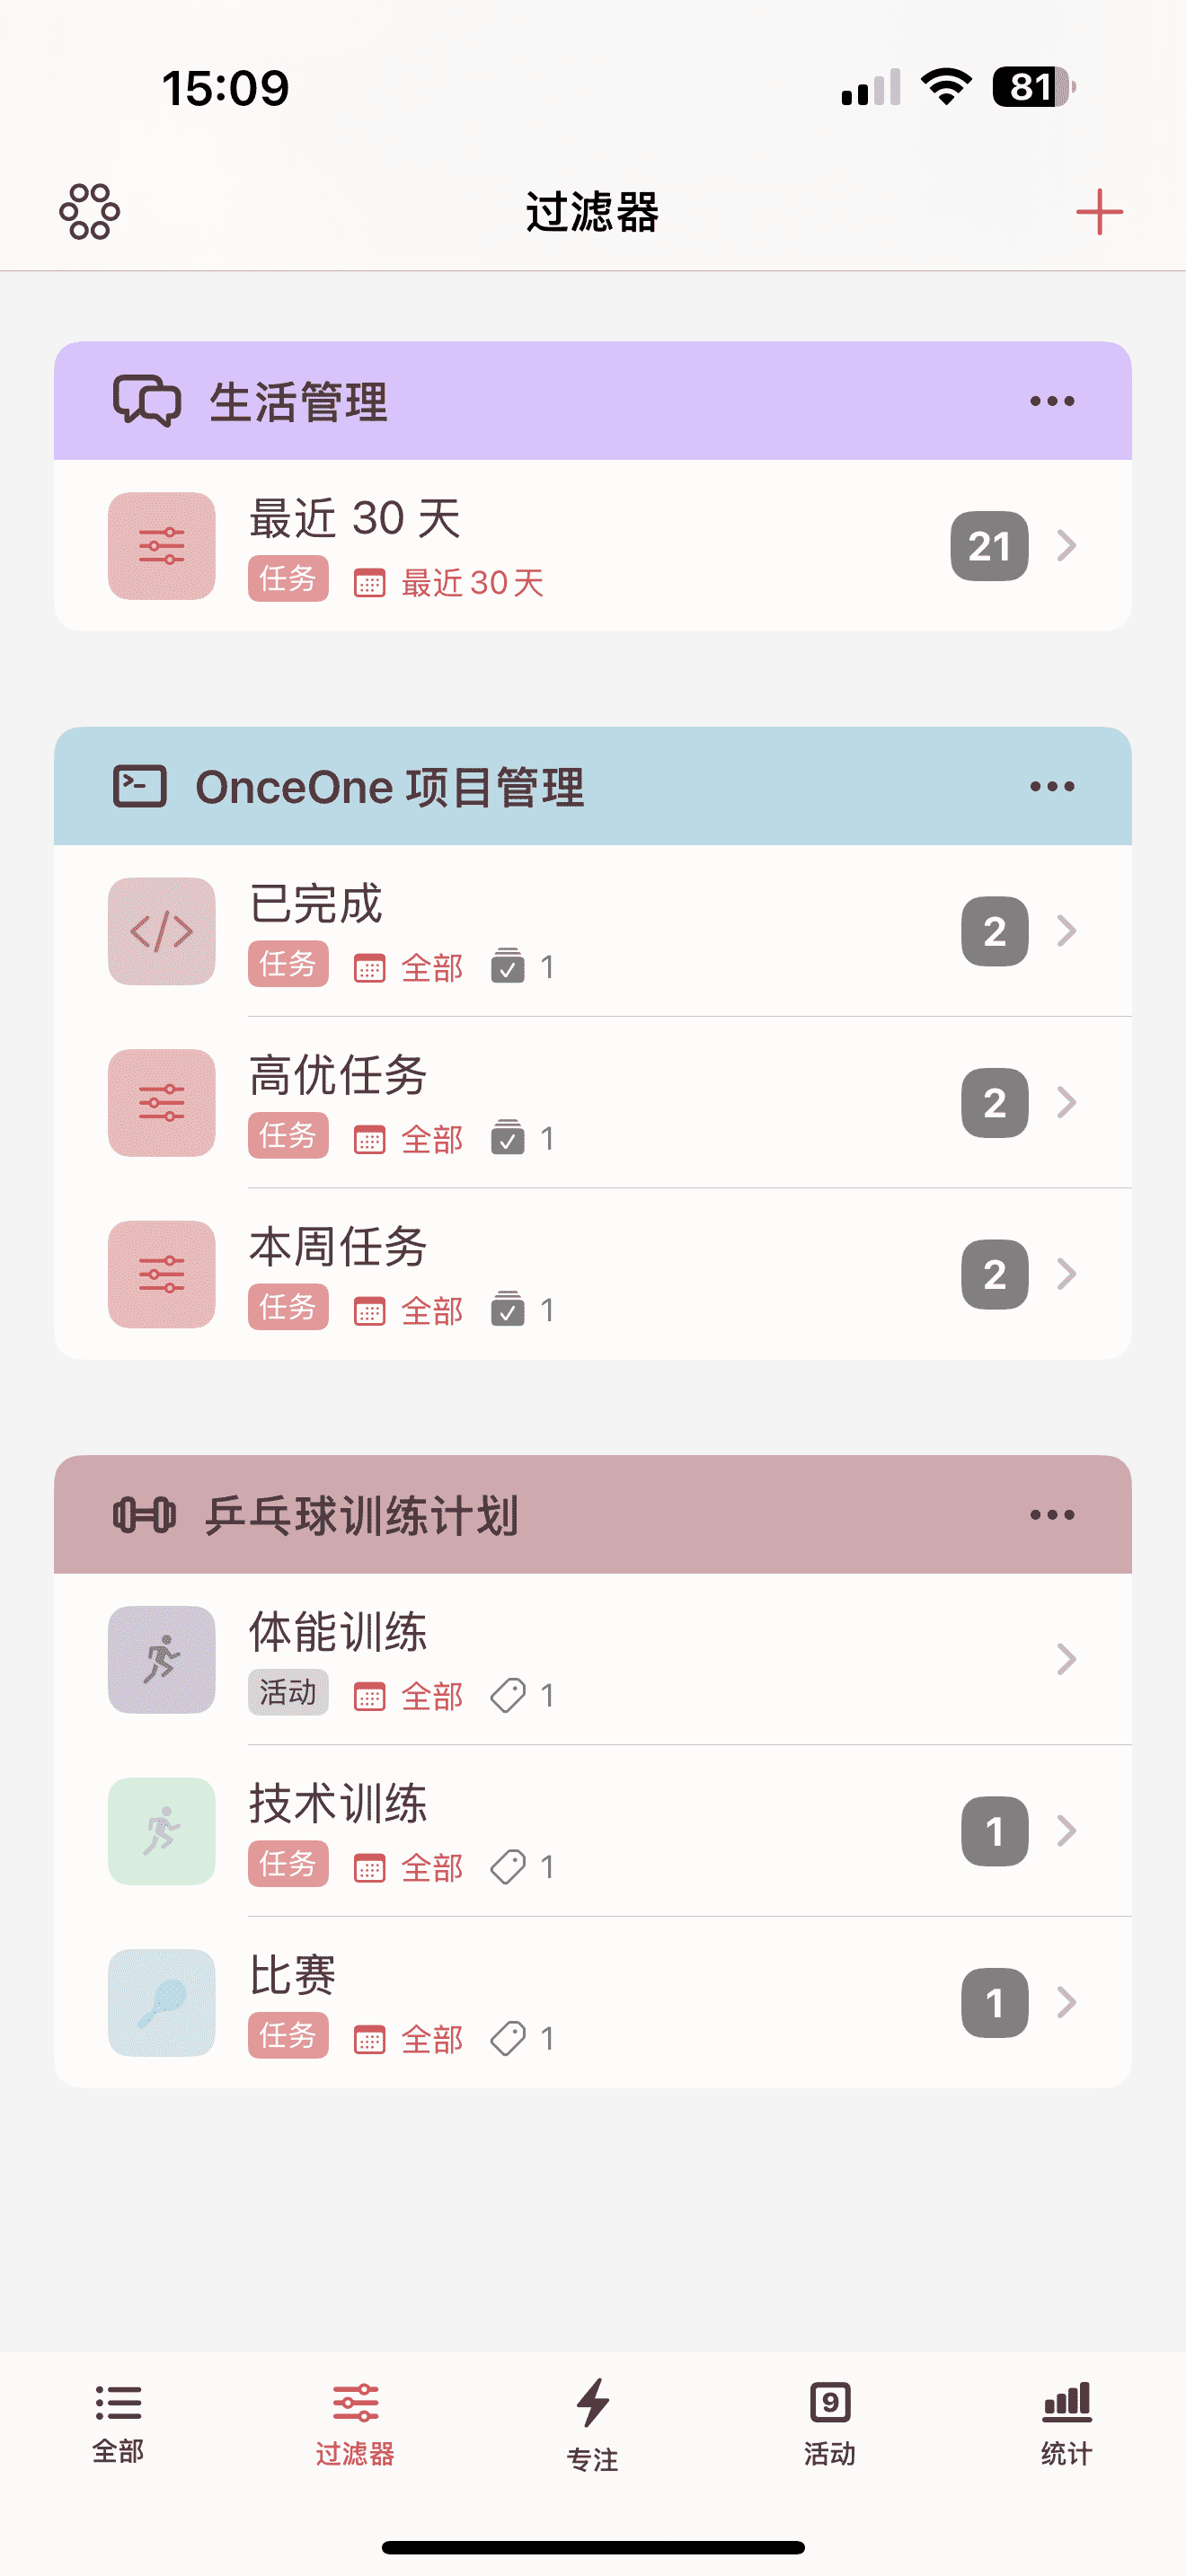 15:09
81
过滤器
生活管理
最近 30 天
21
任务 最近30天
OnceOne 项目管理
已完成
2
任务 全部 1
高优任务
2
任务 全部 1
本周任务
2
任务 全部 1
乒乓球训练计划
体能训练
活动 全部 1
技术训练
1
任务 全部 1
比赛
1
任务 全部 1
9
全部 过滤器 专注 活动 统计